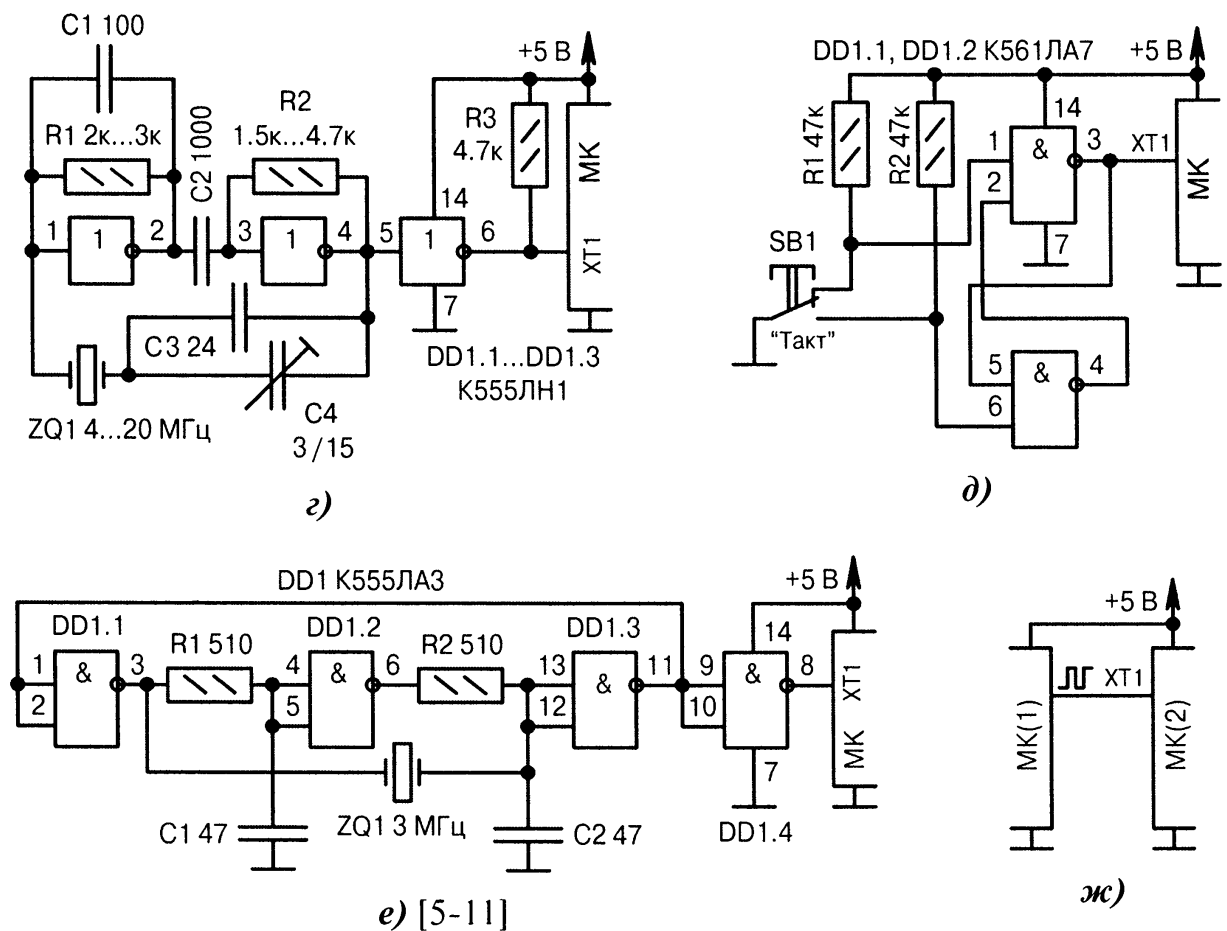 C1 100
R1 2к...3к
C2 1000
R2
1.5к...4.7к
+5 В
R3
4.7к
МК
XT1
14
1
1
2
3
1
4
5
1
6
7
C3 24
C4
3/15
ZQ1 4...20 МГц
DD1.1...DD1.3
К555ЛН1
г)
DD1.1, DD1.2 К561ЛА7
+5 В
R1 47к
R2 47к
14
1
2
&
3
XT1
МК
7
SB1
"Такт"
5
6
&
4
д)
DD1 К555ЛА3
+5 В
DD1.1
R1 510
DD1.2
R2 510
DD1.3
14
1
2
&
3
4
5
&
6
13
12
&
11
9
10
&
8
XT1
МК
7
C1 47
ZQ1 3 МГц
C2 47
DD1.4
е) [5-11]
+5 В
XT1
МК(1)
МК(2)
ж)